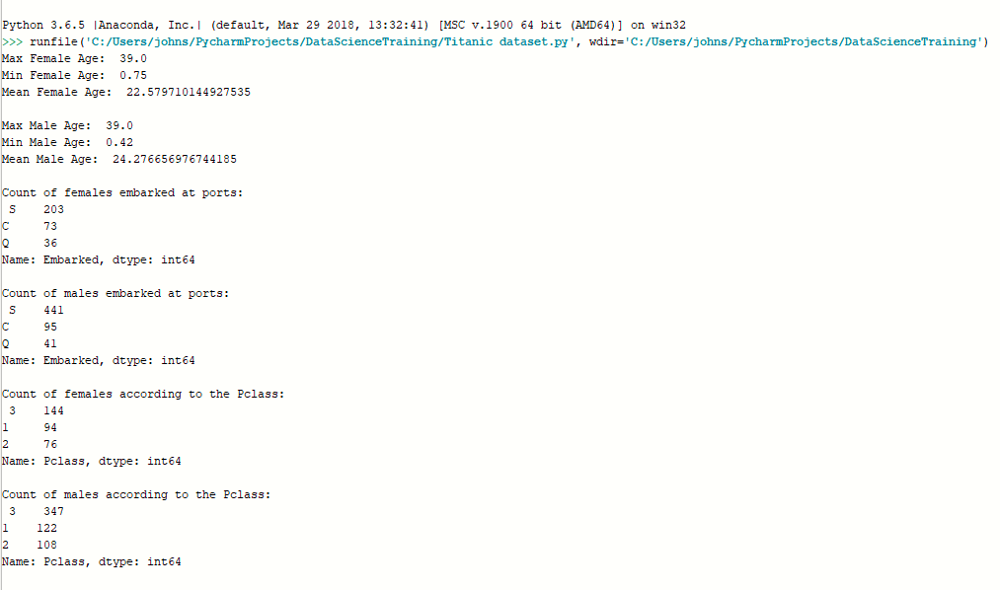 Python 3.6.5 |Anaconda, Inc.| (default, Mar 29 2018, 13:32:41) [MSC v.1900 64 bit (AMD64)] on win32
>>> runfile('C:/Users/johns/PycharmProjects/DataScienceTraining/Titanic dataset.py', wdir='C:/Users/johns/PycharmProjects/DataScienceTraining')
Max Female Age:  39.0
Min Female Age:  0.75
Mean Female Age:  22.579710144927535

Max Male Age:  39.0
Min Male Age:  0.42
Mean Male Age:  24.276656976744185

Count of females embarked at ports:
 S    203
C     73
Q     36
Name: Embarked, dtype: int64

Count of males embarked at ports:
 S    441
C     95
Q     41
Name: Embarked, dtype: int64

Count of females according to the Pclass:
 3    144
1     94
2     76
Name: Pclass, dtype: int64

Count of males according to the Pclass:
 3    347
1    122
2    108
Name: Pclass, dtype: int64